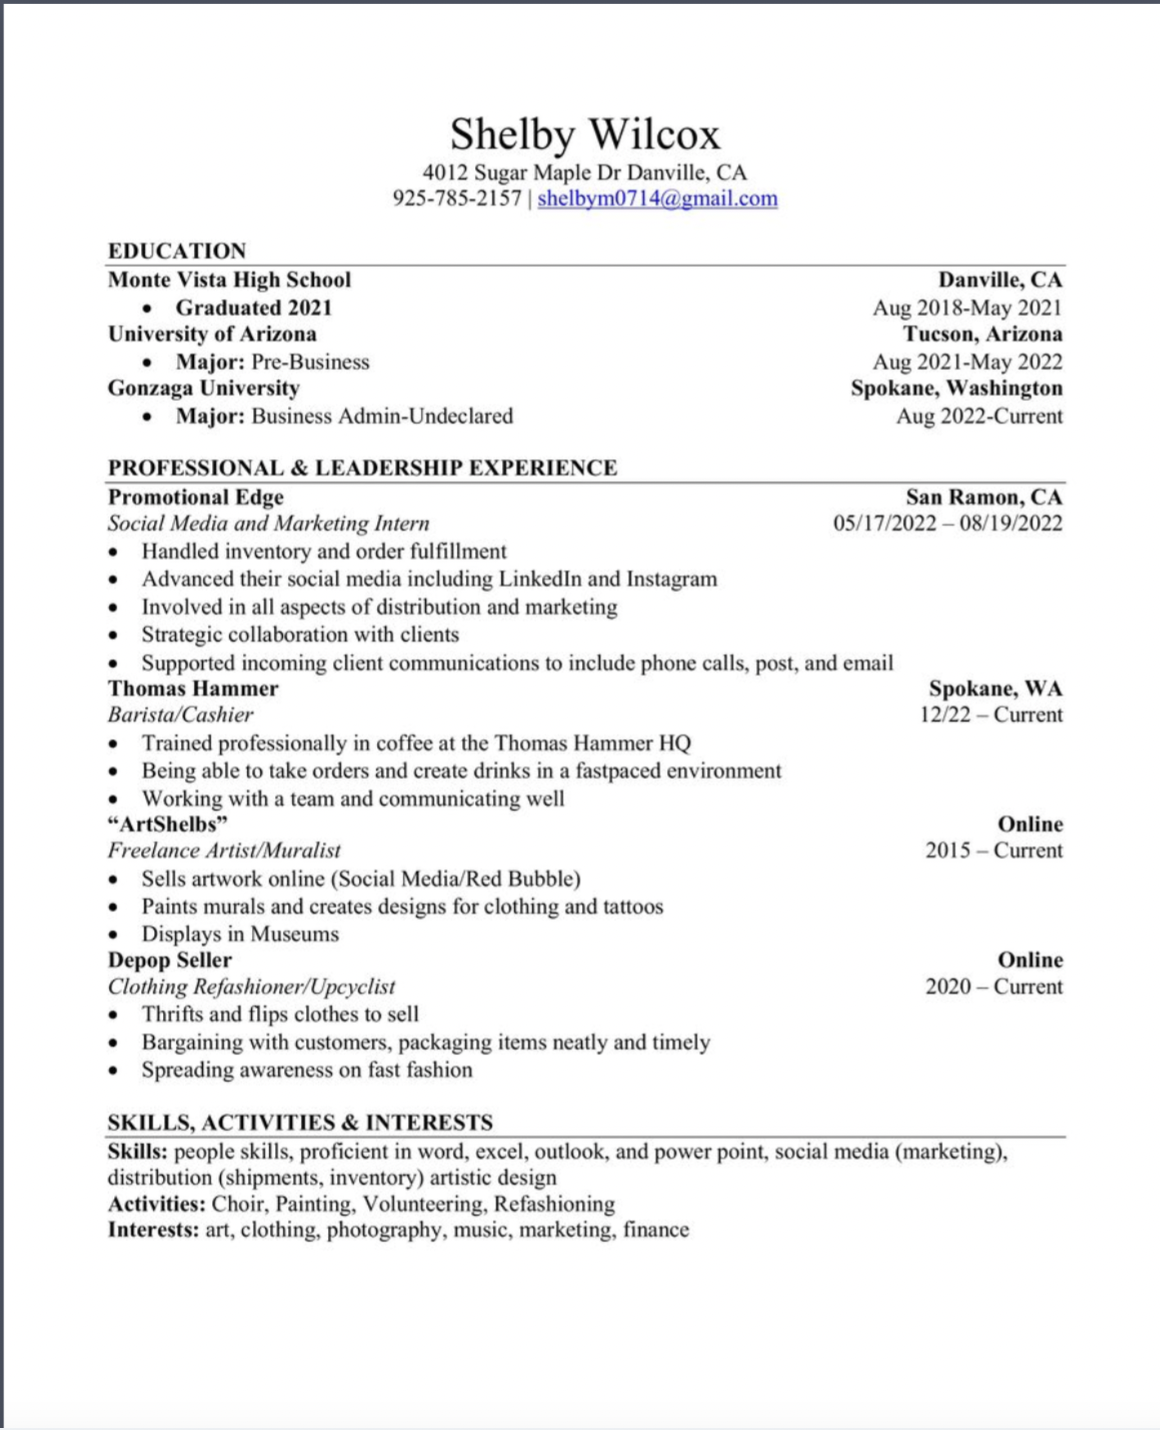 Shelby Wilcox
4012 Sugar Maple Dr Danville, CA
925-785-2157 | shelbym0714@gmail.com
EDUCATION
Monte Vista High School Danville, CA
• Graduated 2021 Aug 2018-May 2021
University of Arizona Tucson, Arizona
• Major: Pre-Business Aug 2021-May 2022
Gonzaga University Spokane, Washington
• Major: Business Admin-Undeclared Aug 2022-Current
PROFESSIONAL & LEADERSHIP EXPERIENCE
Promotional Edge San Ramon, CA
Social Media and Marketing Intern 05/17/2022 – 08/19/2022
• Handled inventory and order fulfillment
• Advanced their social media including LinkedIn and Instagram
• Involved in all aspects of distribution and marketing
• Strategic collaboration with clients
• Supported incoming client communications to include phone calls, post, and email
Thomas Hammer Spokane, WA
Barista/Cashier 12/22 – Current
• Trained professionally in coffee at the Thomas Hammer HQ
• Being able to take orders and create drinks in a fastpaced environment
• Working with a team and communicating well
“ArtShelbs” Online
Freelance Artist/Muralist 2015 – Current
• Sells artwork online (Social Media/Red Bubble)
• Paints murals and creates designs for clothing and tattoos
• Displays in Museums
Depop Seller Online
Clothing Refashioner/Upcyclist 2020 – Current
• Thrifts and flips clothes to sell
• Bargaining with customers, packaging items neatly and timely
• Spreading awareness on fast fashion
SKILLS, ACTIVITIES & INTERESTS
Skills: people skills, proficient in word, excel, outlook, and power point, social media (marketing),
distribution (shipments, inventory) artistic design
Activities: Choir, Painting, Volunteering, Refashioning
Interests: art, clothing, photography, music, marketing, finance